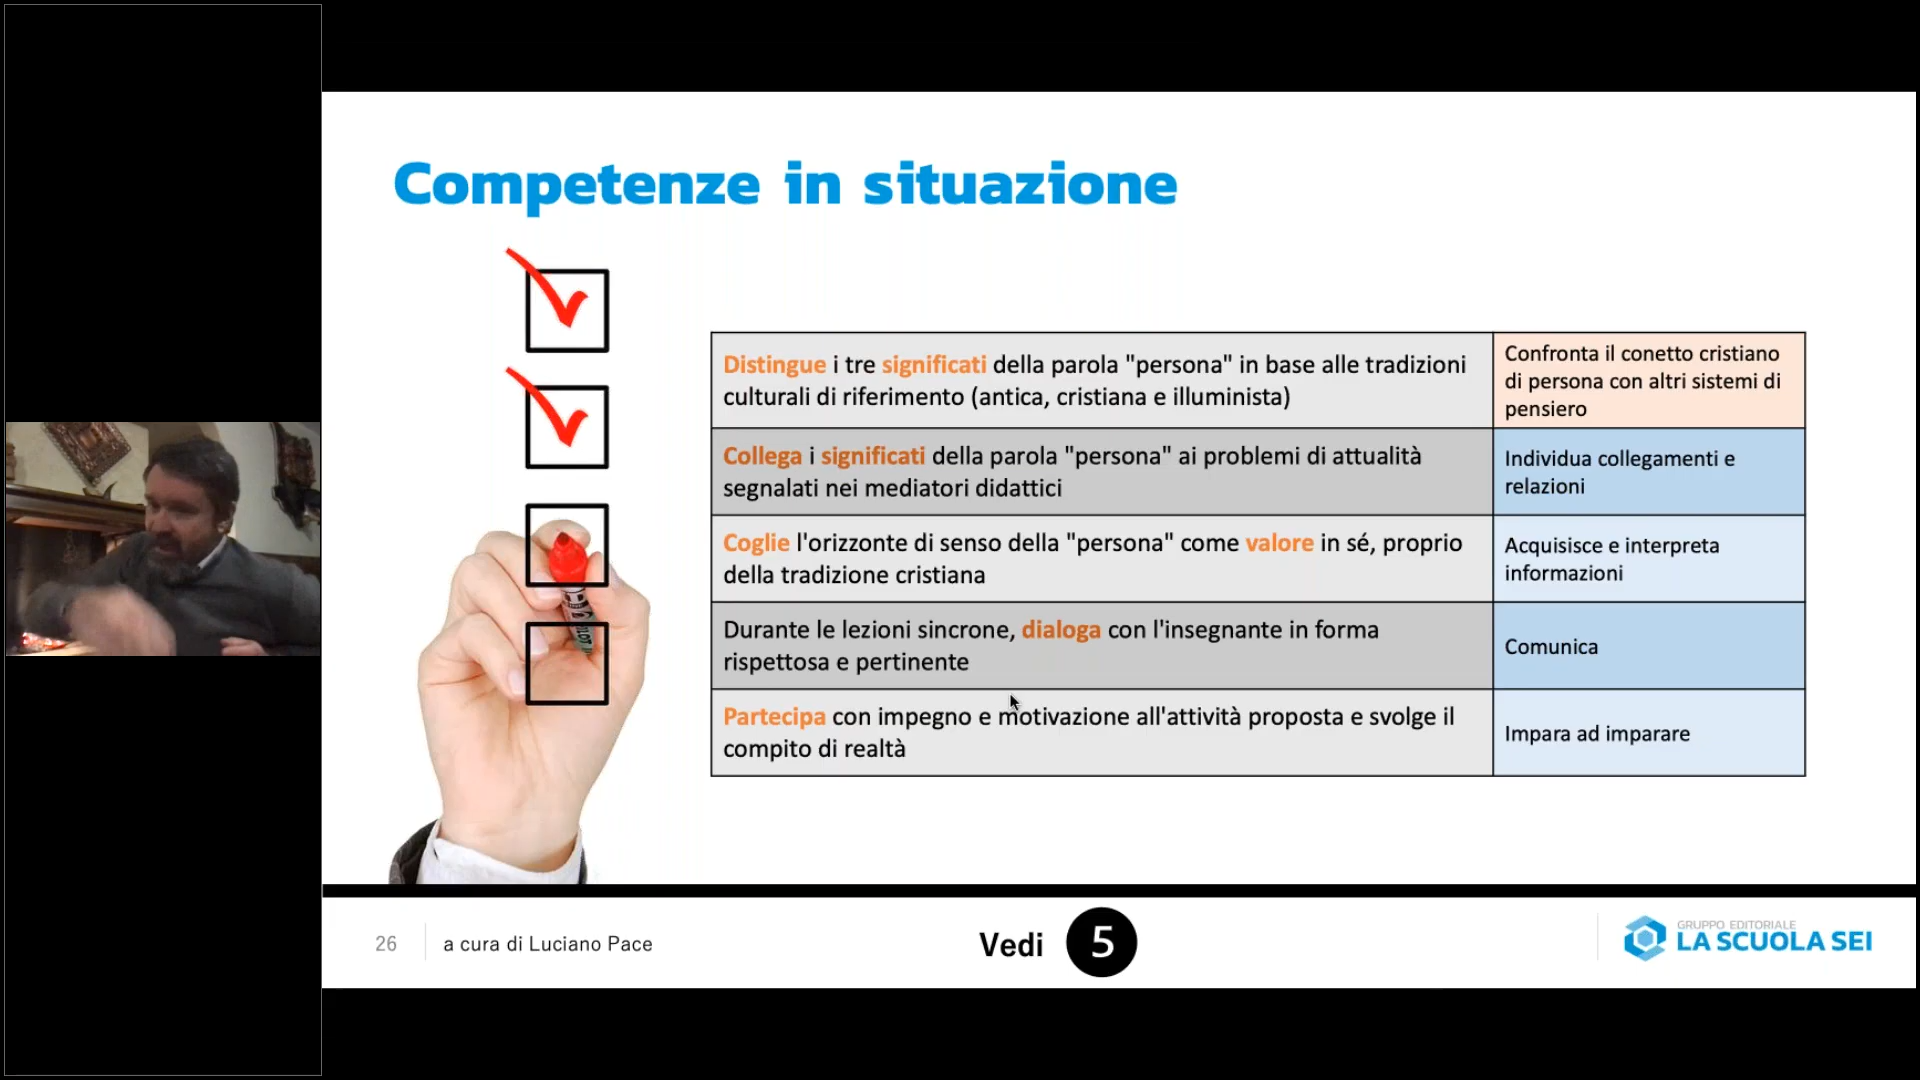 Competenze in situazione
Distingue i tre significati della parola "persona" in base alle tradizioni
culturali di riferimento (antica, cristiana e illuminista)
Confronta il conetto cristiano
di persona con altri sistemi di
pensiero
Collega i significati della parola "persona" ai problemi di attualità
segnalati nei mediatori didattici
Individua collegamenti e
relazioni
Coglie l'orizzonte di senso della "persona" come valore in sé, proprio
della tradizione cristiana
Acquisisce e interpreta
informazioni
Durante le lezioni sincrone, dialoga con l'insegnante in forma
rispettosa e pertinente
Comunica
Partecipa con impegno e motivazione all'attività proposta e svolge il
compito di realtà
Impara ad imparare
26
a cura di Luciano Pace
Vedi 5
GRUPPO EDITORIALE
LA SCUOLA SEI